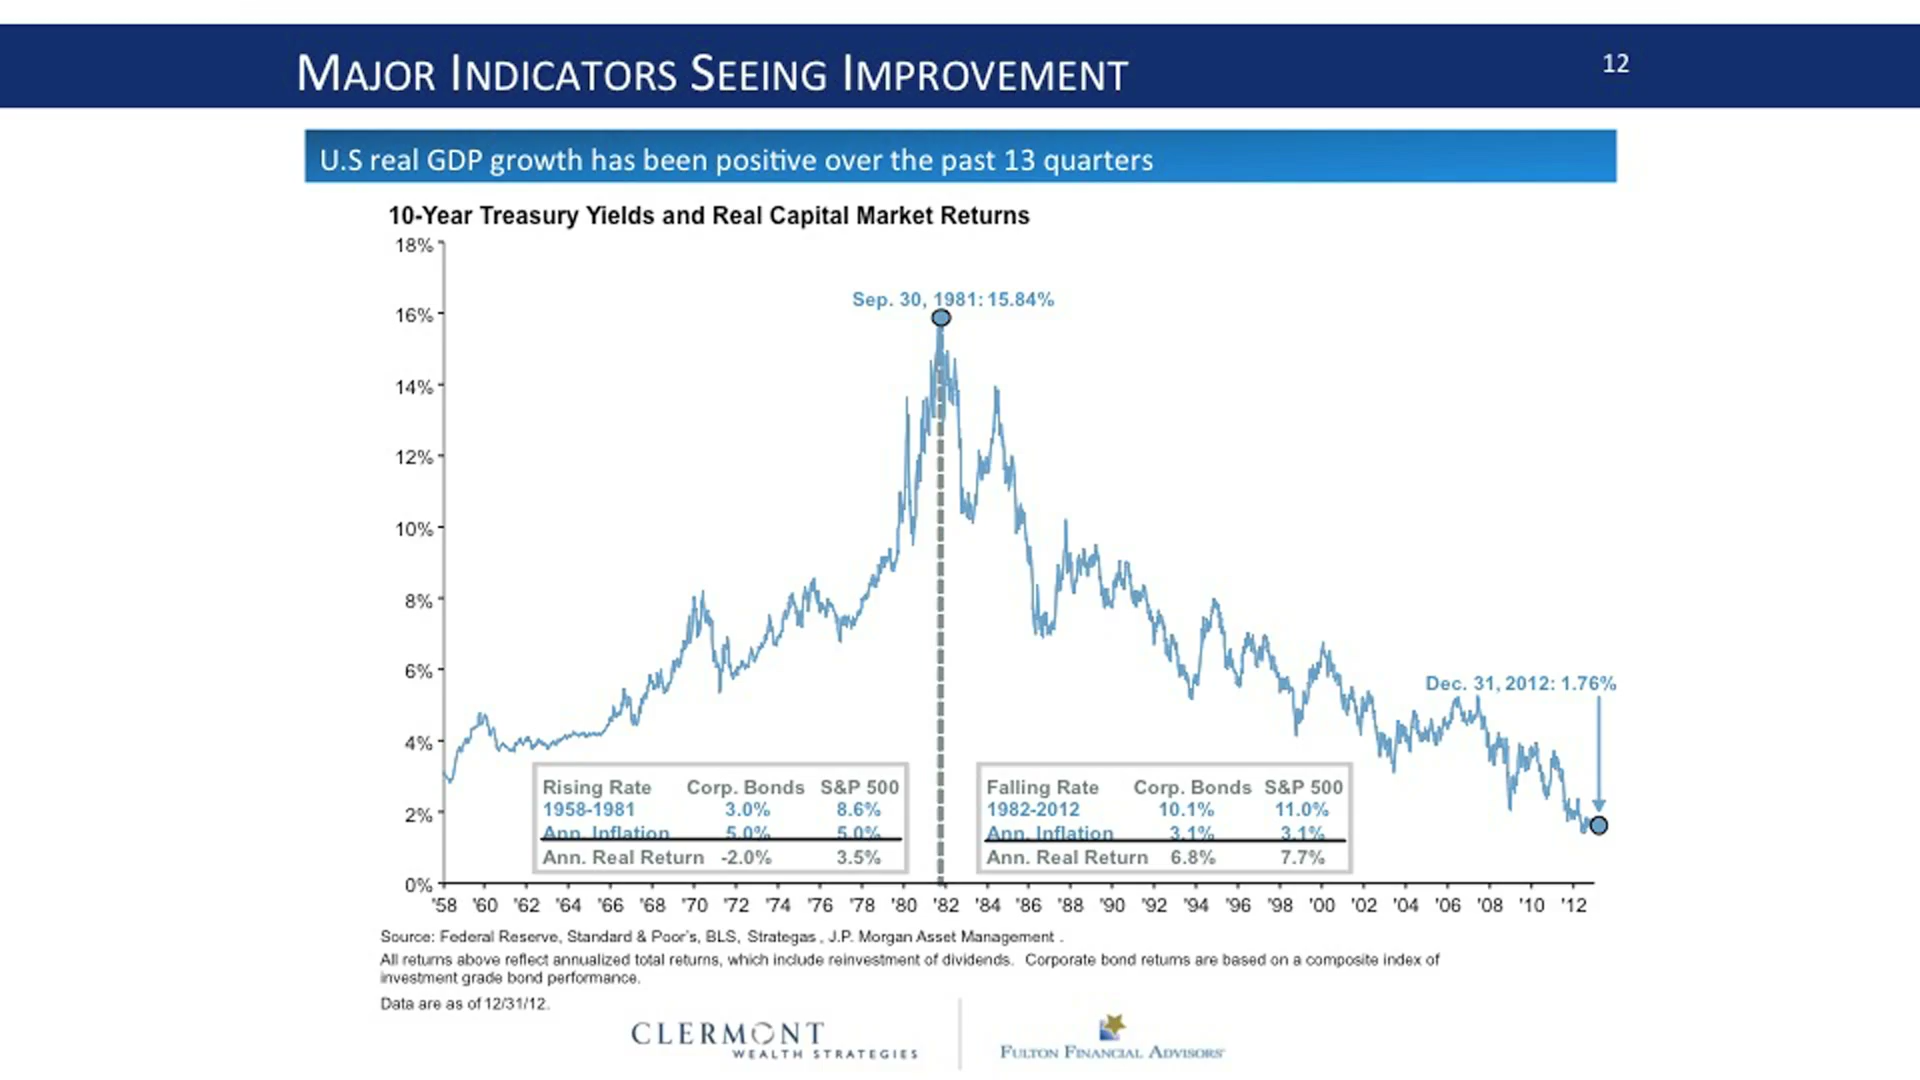 MAJOR INDICATORS SEEING IMPROVEMENT
12
U.S real GDP growth has been positive over the past 13 quarters
10-Year Treasury Yields and Real Capital Market Returns
18%
16%
14%
12%
10%
8%
6%
4%
2%
0%
Sep. 30, 1981: 15.84%
Dec. 31, 2012: 1.76%
Rising Rate Corp. Bonds S&P 500
1958-1981 3.0% 8.6%
Ann. Inflation 5.0% 5.0%
Ann. Real Return -2.0% 3.5%
Falling Rate Corp. Bonds S&P 500
1982-2012 10.1% 11.0%
Ann. Inflation 3.1% 3.1%
Ann. Real Return 6.8% 7.7%
'58 '60 '62 '64 '66 '68 '70 '72 '74 '76 '78 '80 '82 '84 '86 '88 '90 '92 '94 '96 '98 '00 '02 '04 '06 '08 '10 '12
Source: Federal Reserve, Standard & Poor's, BLS, Strategas , J.P. Morgan Asset Management .
All returns above reflect annualized total returns, which include reinvestment of dividends. Corporate bond returns are based on a composite index of
investment grade bond performance.
Data are as of 12/31/12.
CLERMONT
WEALTH STRATEGIES
FULTON FINANCIAL ADVISORS